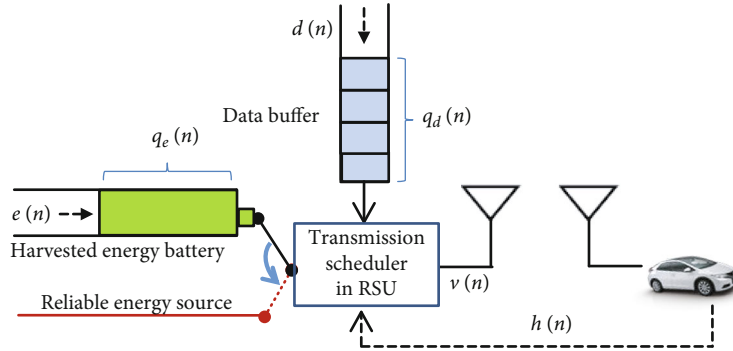 d (n)
Data buffer
q_d (n)
q_e (n)
e (n)
Harvested energy battery
Transmission
scheduler
in RSU
v (n)
Reliable energy source
h (n)